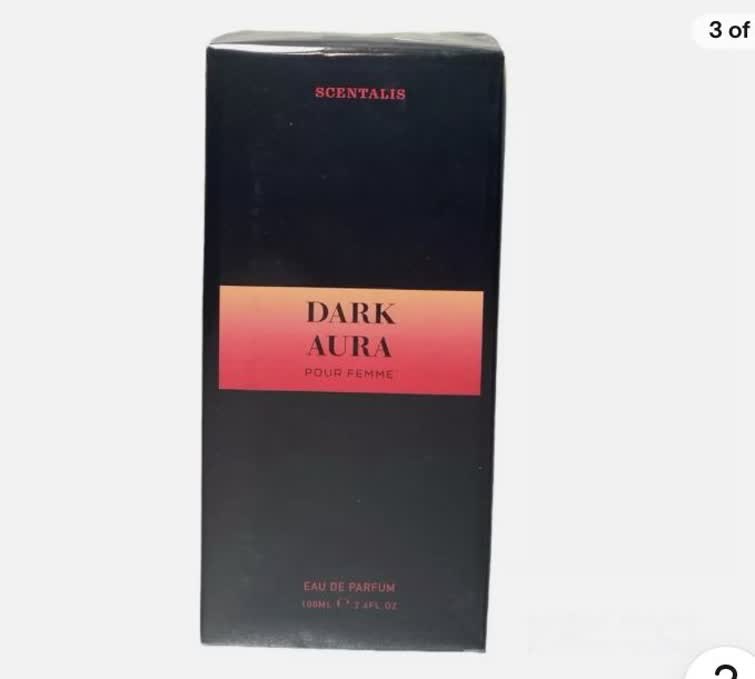 3 of
SCENTALIS
DARK
AURA
POUR FEMME
EAU DE PARFUM
100ML ℮ 3.4FL.OZ